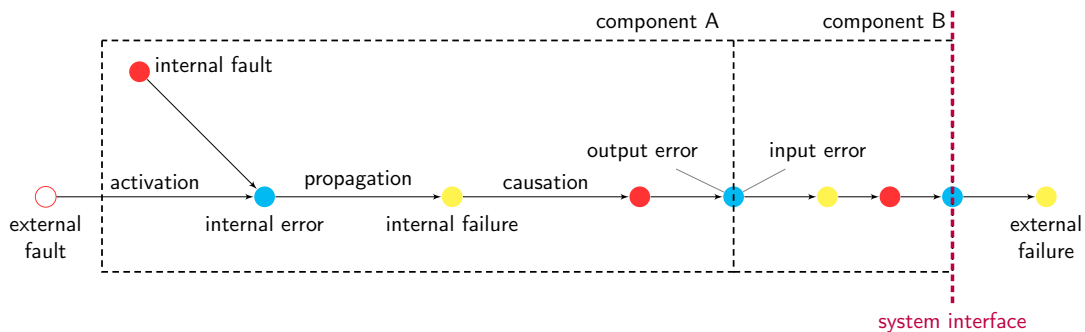 component A
component B
internal fault
output error
input error
activation
propagation
causation
external
fault
internal error
internal failure
external
failure
system interface